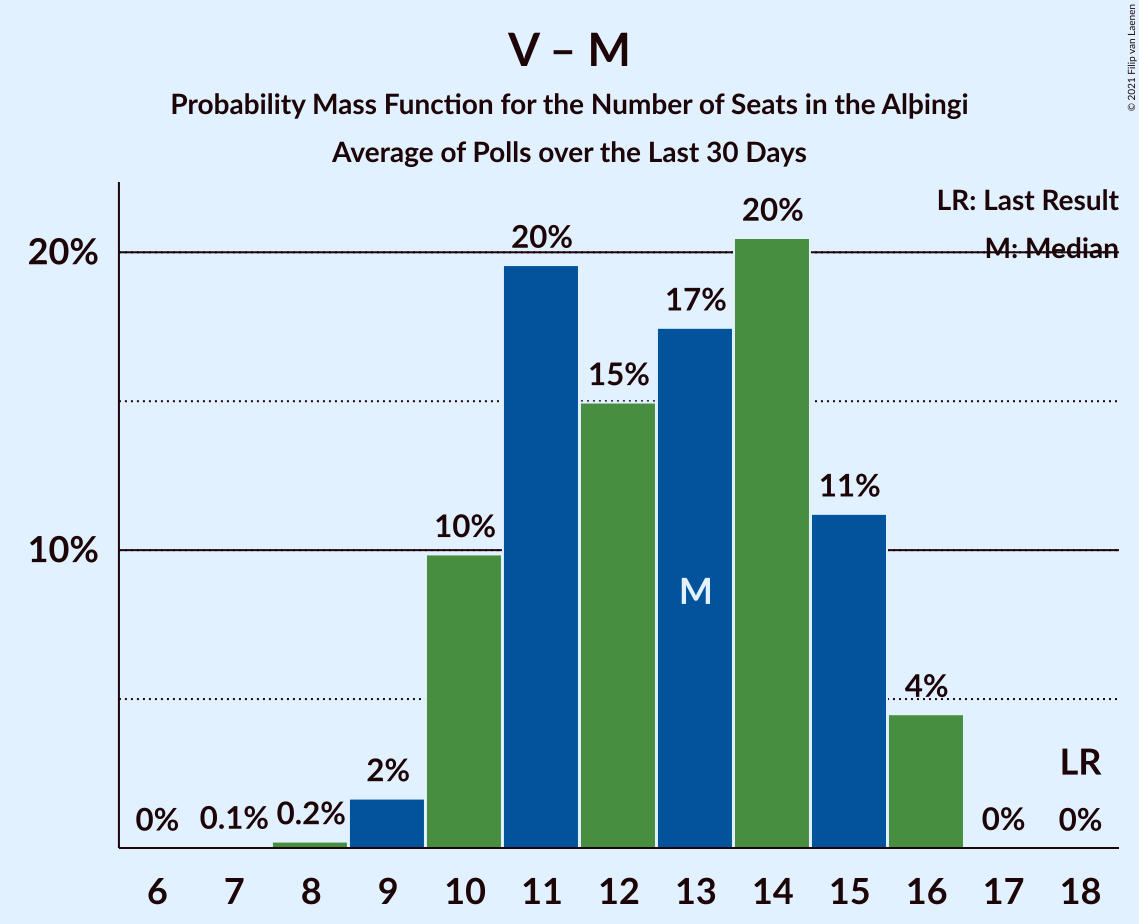 V – M
Probability Mass Function for the Number of Seats in the Alþingi
Average of Polls over the Last 30 Days
© 2021 Filip van Laenen
LR: Last Result
M: Median
20%
10%
0%
0.1%
0.2%
2%
10%
20%
15%
17%
20%
11%
4%
0%
0%
M
LR
6 7 8 9 10 11 12 13 14 15 16 17 18